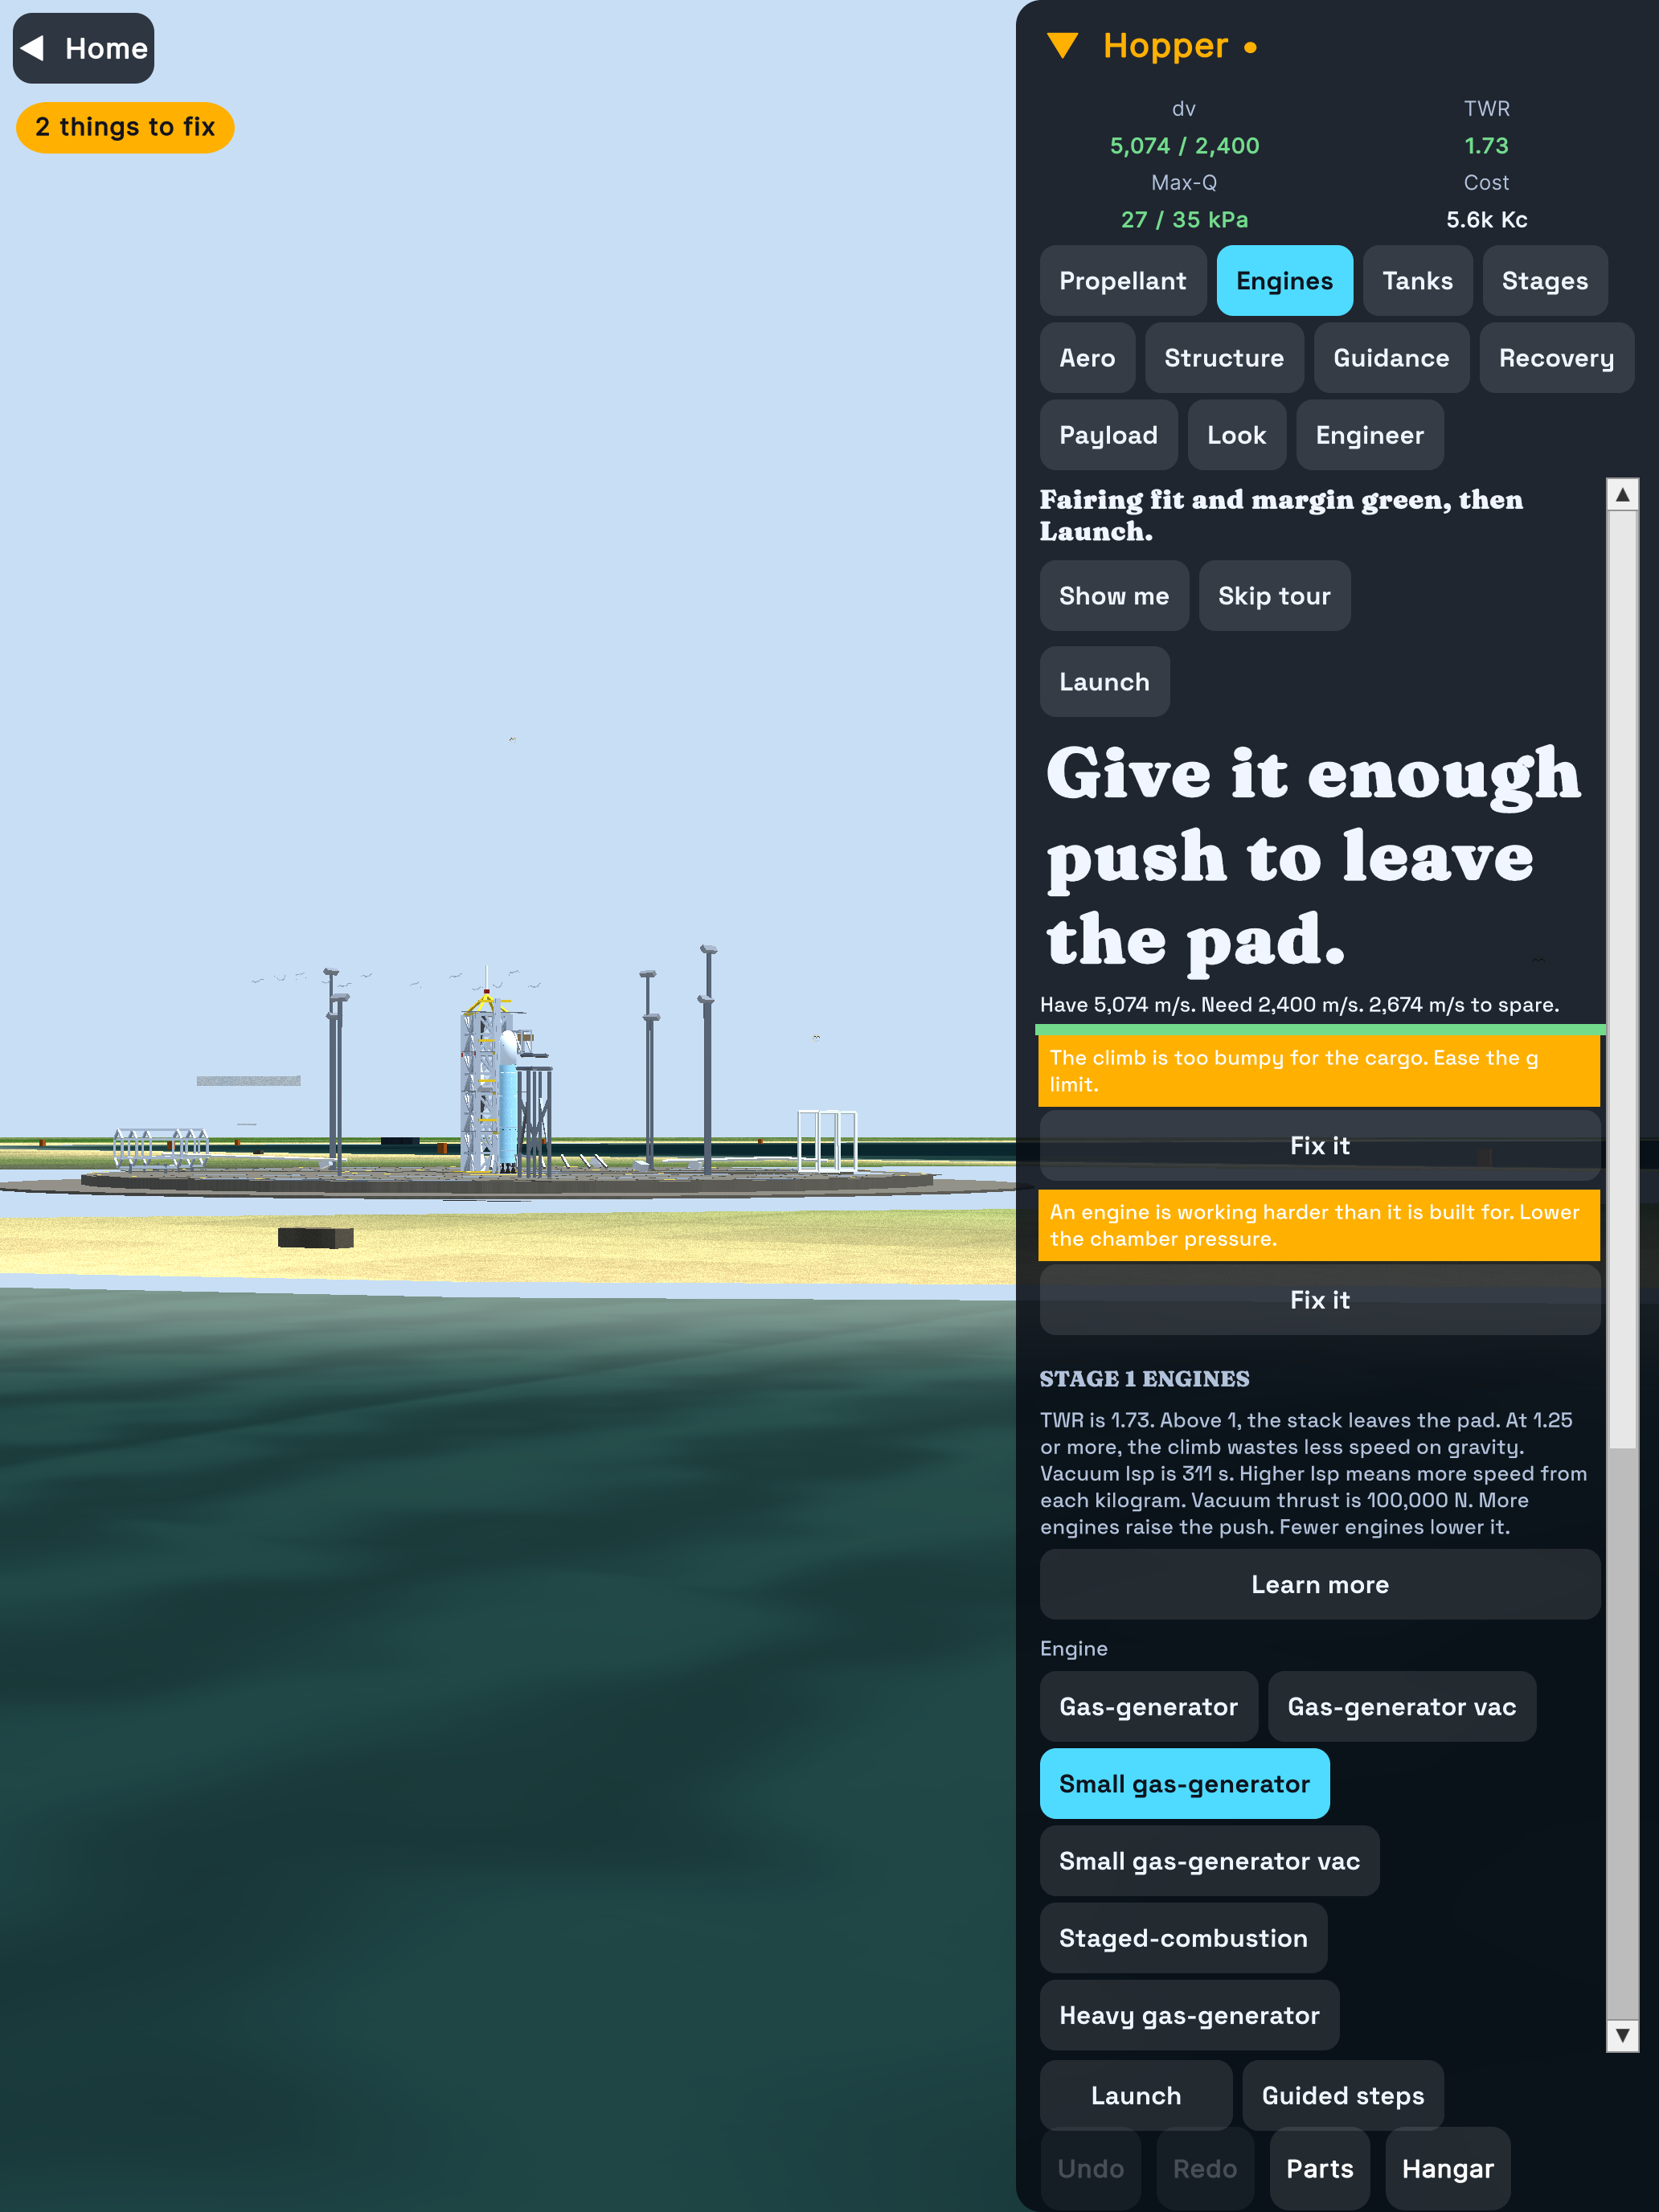 Home
2 things to fix
Hopper
dv
TWR
5,074 / 2,400
1.73
Max-Q
Cost
27 / 35 kPa
5.6k Kc
Propellant
Engines
Tanks
Stages
Aero
Structure
Guidance
Recovery
Payload
Look
Engineer
Fairing fit and margin green, then
Launch.
Show me
Skip tour
Launch
Give it enough
push to leave
the pad.
Have 5,074 m/s. Need 2,400 m/s. 2,674 m/s to spare.
The climb is too bumpy for the cargo. Ease the g
limit.
Fix it
An engine is working harder than it is built for. Lower
the chamber pressure.
Fix it
STAGE 1 ENGINES
TWR is 1.73. Above 1, the stack leaves the pad. At 1.25
or more, the climb wastes less speed on gravity.
Vacuum Isp is 311 s. Higher Isp means more speed from
each kilogram. Vacuum thrust is 100,000 N. More
engines raise the push. Fewer engines lower it.
Learn more
Engine
Gas-generator
Gas-generator vac
Small gas-generator
Small gas-generator vac
Staged-combustion
Heavy gas-generator
Launch
Guided steps
Undo
Redo
Parts
Hangar